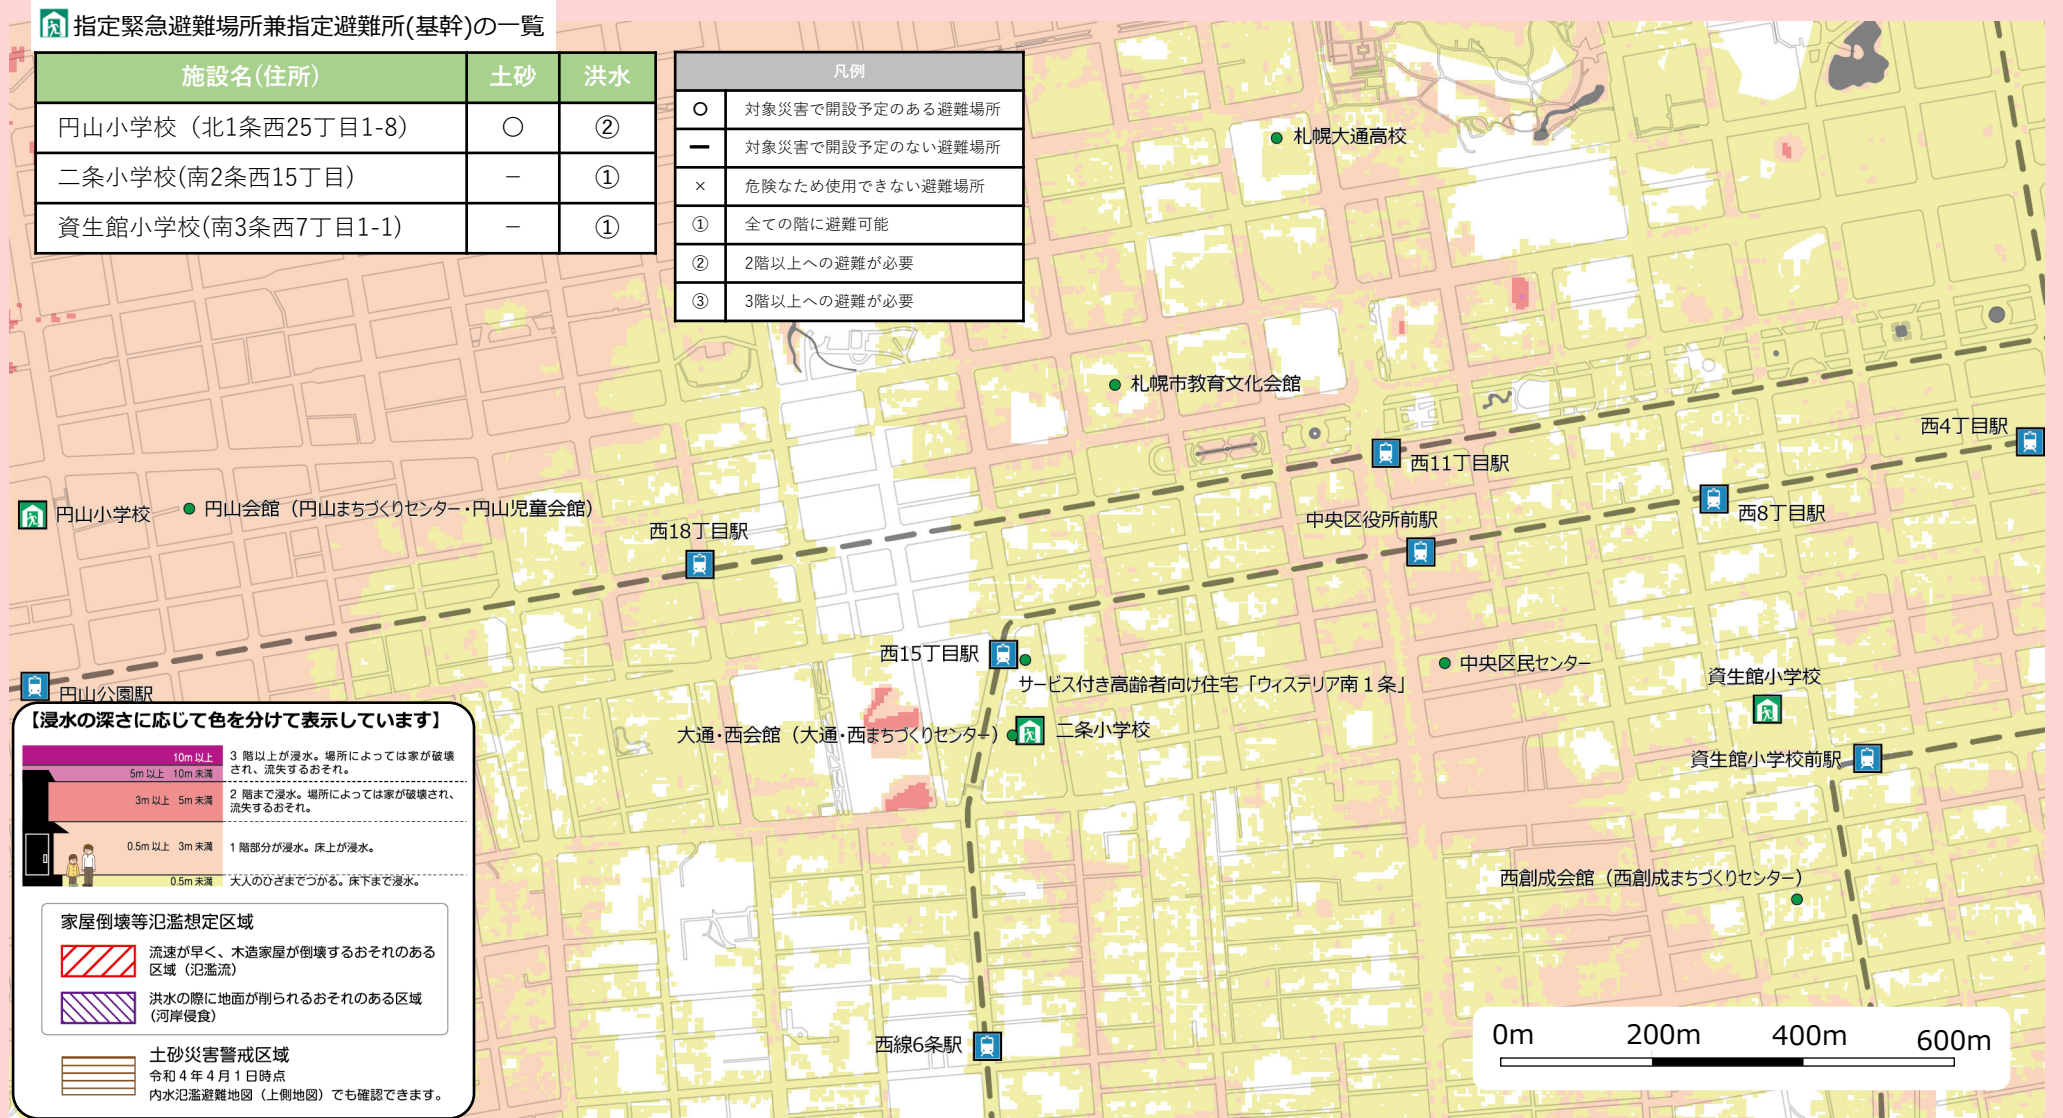 指定緊急避難場所兼指定避難所(基幹)の一覧
施設名(住所) 土砂 洪水
円山小学校（北1条西25丁目1-8） ○ ②
二条小学校(南2条西15丁目) － ①
資生館小学校(南3条西7丁目1-1) － ①
凡例
○ 対象災害で開設予定のある避難場所
ー 対象災害で開設予定のない避難場所
× 危険なため使用できない避難場所
① 全ての階に避難可能
② 2階以上への避難が必要
③ 3階以上への避難が必要
札幌大通高校
札幌市教育文化会館
西4丁目駅
西11丁目駅
西8丁目駅
中央区役所前駅
円山小学校
円山会館（円山まちづくりセンター・円山児童会館）
西18丁目駅
西15丁目駅
サービス付き高齢者向け住宅「ウィステリア南１条」
中央区民センター
資生館小学校
円山公園駅
大通・西会館（大通・西まちづくりセンター）
二条小学校
資生館小学校前駅
西創成会館（西創成まちづくりセンター）
西線6条駅
【浸水の深さに応じて色を分けて表示しています】
10m以上
3 階以上が浸水。場所によっては家が破壊
され、流失するおそれ。
5m以上 10m未満
3m以上 5m未満
2 階まで浸水。場所によっては家が破壊され、
流失するおそれ。
0.5m以上 3m未満
1 階部分が浸水。床上が浸水。
0.5m未満
大人のひざまでつかる。床下まで浸水。
家屋倒壊等氾濫想定区域
流速が早く、木造家屋が倒壊するおそれのある
区域（氾濫流）
洪水の際に地面が削られるおそれのある区域
（河岸侵食）
土砂災害警戒区域
令和４年４月１日時点
内水氾濫避難地図（上側地図）でも確認できます。
0m 200m 400m 600m